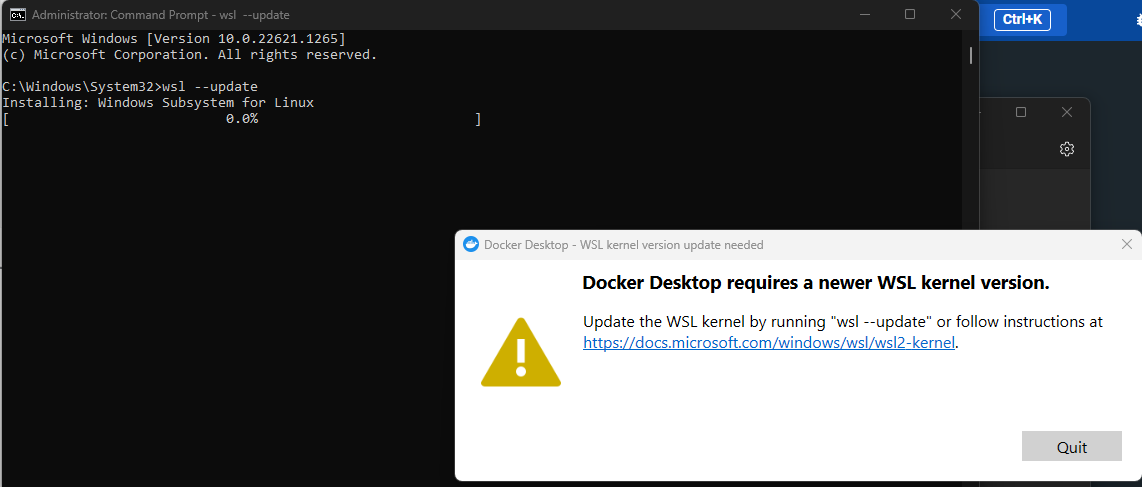 Administrator: Command Prompt - wsl --update
Ctrl+K
Microsoft Windows [Version 10.0.22621.1265]
(c) Microsoft Corporation. All rights reserved.
C:\Windows\System32>wsl --update
Installing: Windows Subsystem for Linux
[ 0.0% ]
Docker Desktop - WSL kernel version update needed
Docker Desktop requires a newer WSL kernel version.
Update the WSL kernel by running "wsl --update" or follow instructions at
https://docs.microsoft.com/windows/wsl/wsl2-kernel.
Quit